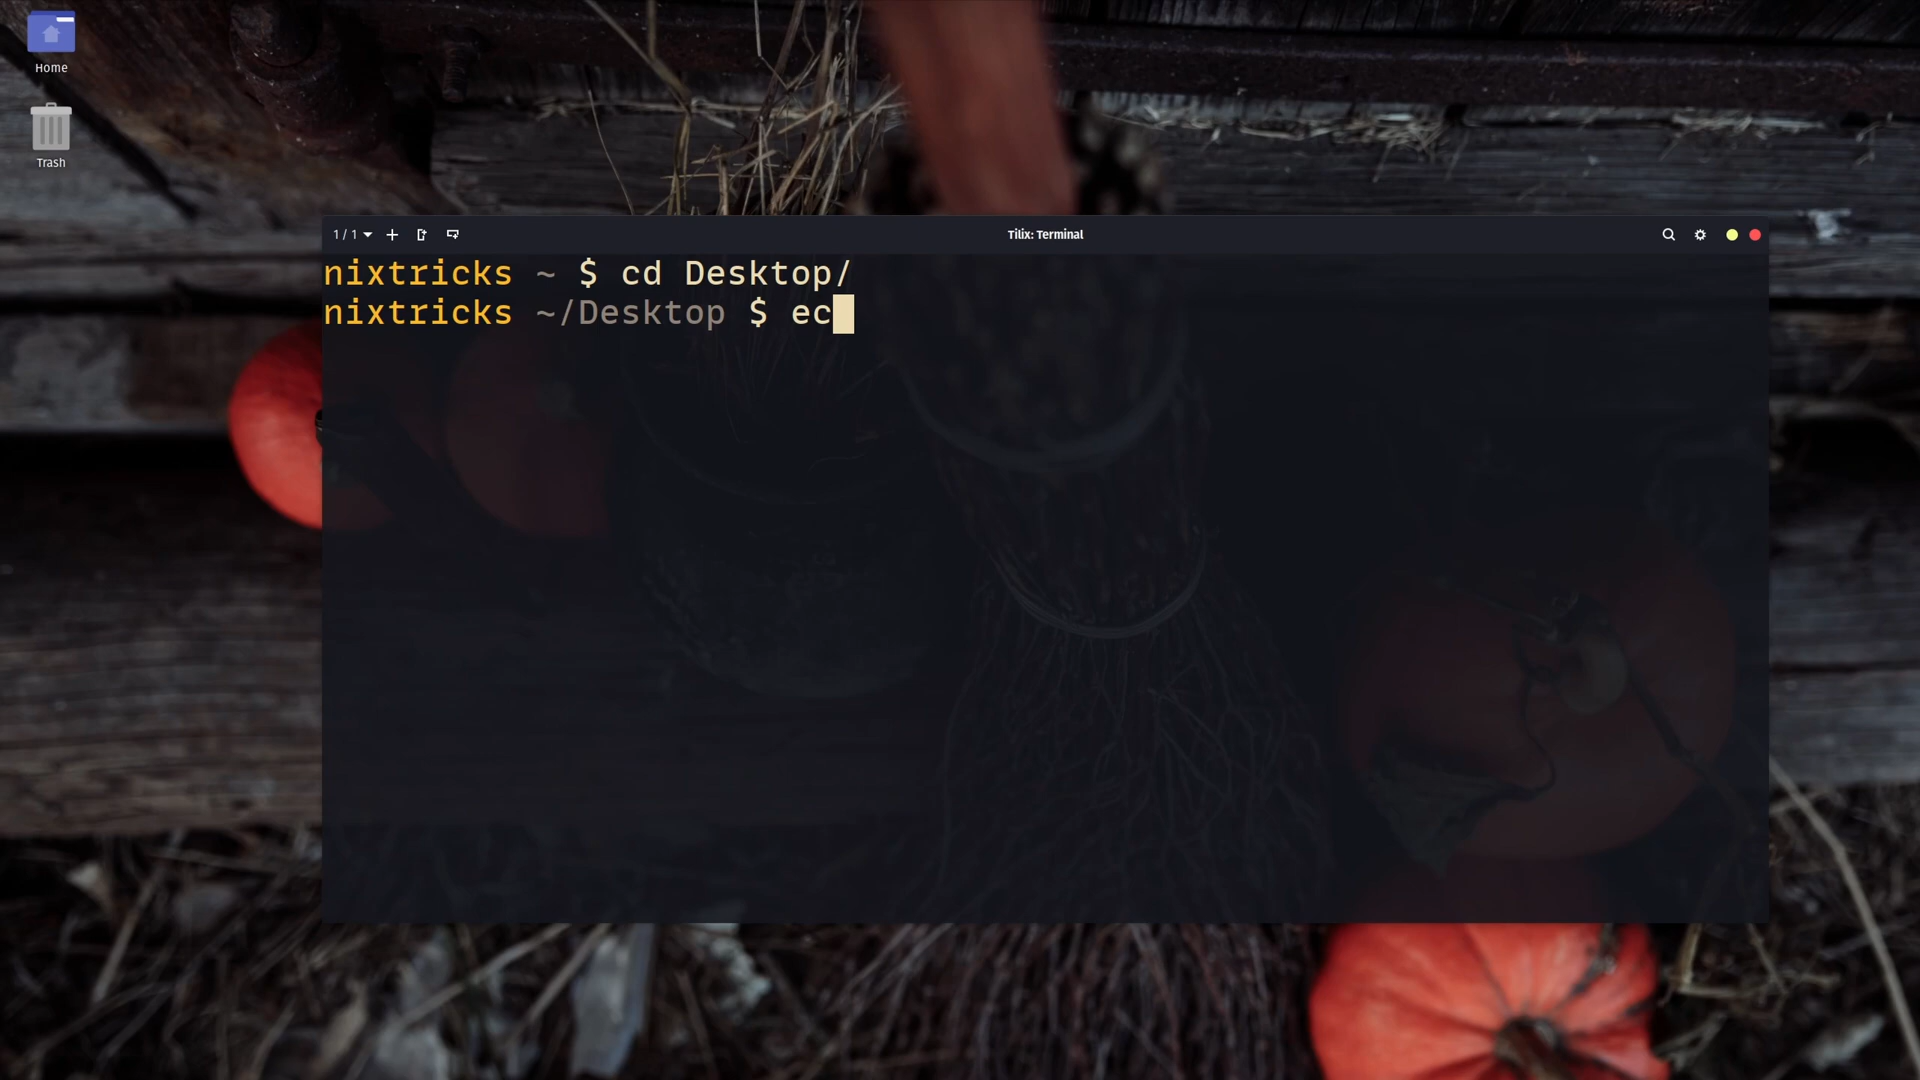 Home
Trash
1 / 1
Tilix: Terminal
nixtricks ~ $ cd Desktop/
nixtricks ~/Desktop $ ec